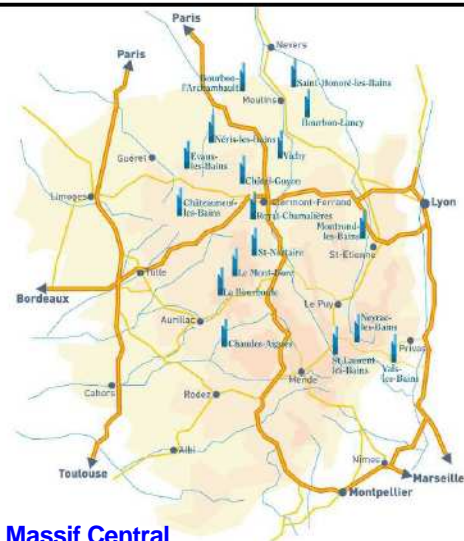 Paris
Paris
Nevers
Bourbon-
l'Archambault
Saint-Honoré-les-Bains
Moulins
Bourbon-Lancy
Néris-les-Bains
Guéret
Evaux-
les-Bains
Vichy
Châtel-Guyon
Limoges
Châteauneuf-
les-Bains
Clermont-Ferrand
Royat-Chamalières
Lyon
Montrond-
les-Bains
St-Etienne
St-Nectaire
Tulle
Le Mont-Dore
La Bourboule
Bordeaux
Le Puy
Aurillac
Neyrac-
les-Bains
Chaudes-Aigues
Privas
St-Laurent-
les-Bains
Vals-
les-Bains
Mende
Cahors
Rodez
Albi
Nîmes
Toulouse
Marseille
Montpellier
Massif Central